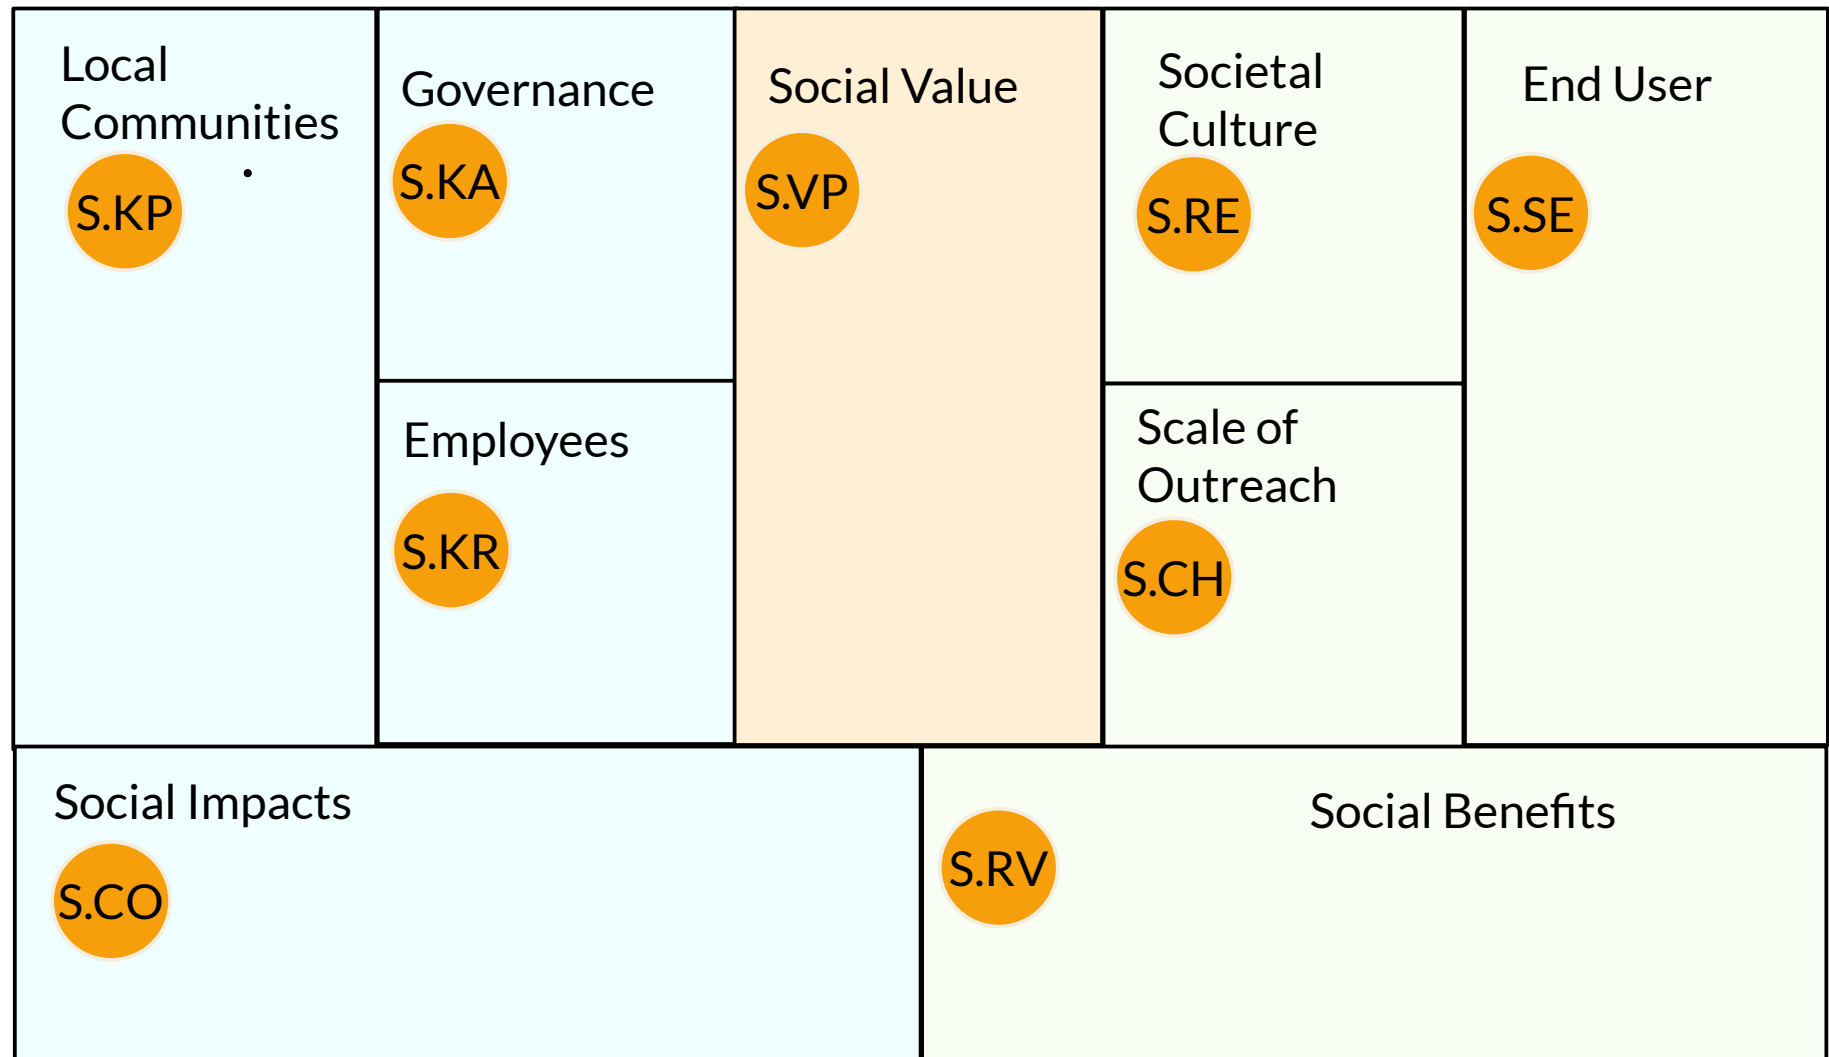 Local
Communities
S.KP
Governance
S.KA
Employees
S.KR
Social Value
S.VP
Societal
Culture
S.RE
Scale of
Outreach
S.CH
End User
S.SE
Social Impacts
S.CO
Social Benefits
S.RV